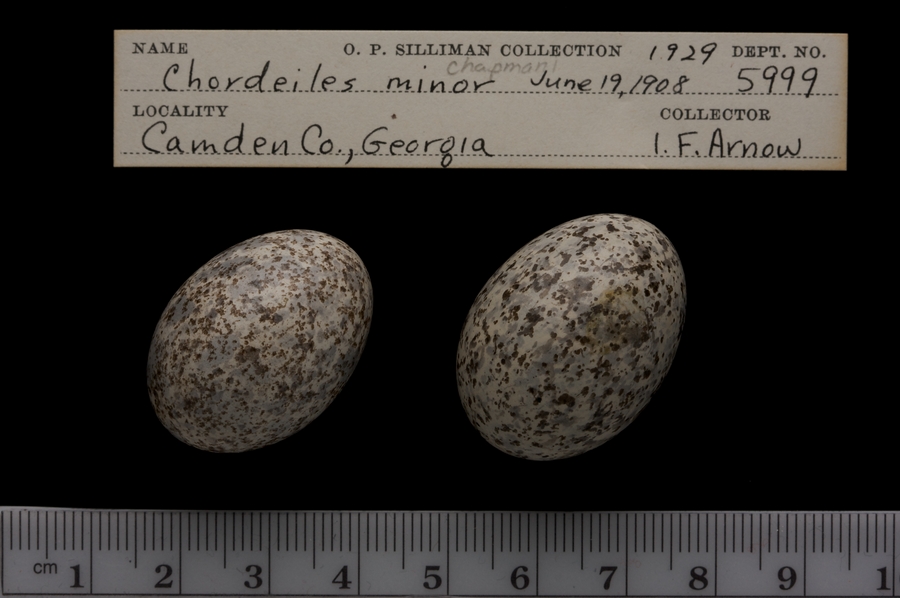 NAME O. P. SILLIMAN COLLECTION 1929 DEPT. NO.
chapmani
Chordeiles minor June 19, 1908 5999
LOCALITY COLLECTOR
Camden Co., Georgia I. F. Arnow
cm 1 2 3 4 5 6 7 8 9 1